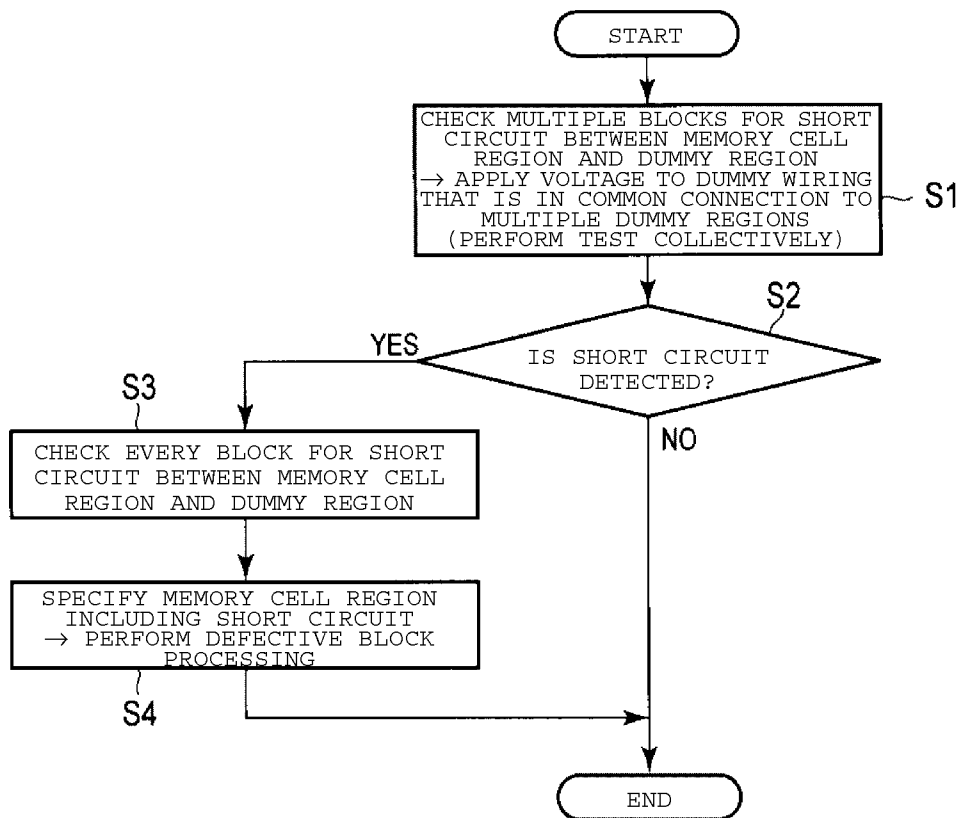 START
CHECK MULTIPLE BLOCKS FOR SHORT
CIRCUIT BETWEEN MEMORY CELL
REGION AND DUMMY REGION
→ APPLY VOLTAGE TO DUMMY WIRING
THAT IS IN COMMON CONNECTION TO
MULTIPLE DUMMY REGIONS
(PERFORM TEST COLLECTIVELY)
S1
S2
IS SHORT CIRCUIT
DETECTED?
YES
NO
S3
CHECK EVERY BLOCK FOR SHORT
CIRCUIT BETWEEN MEMORY CELL
REGION AND DUMMY REGION
SPECIFY MEMORY CELL REGION
INCLUDING SHORT CIRCUIT
→ PERFORM DEFECTIVE BLOCK
PROCESSING
S4
END